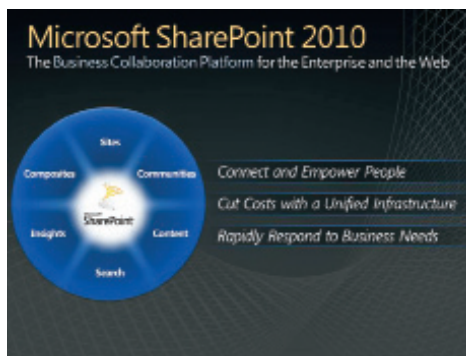 Microsoft SharePoint 2010
The Business Collaboration Platform for the Enterprise and the Web
Sites
Composites
Communities
SharePoint
Insights
Content
Search
Connect and Empower People
Cut Costs with a Unified Infrastructure
Rapidly Respond to Business Needs